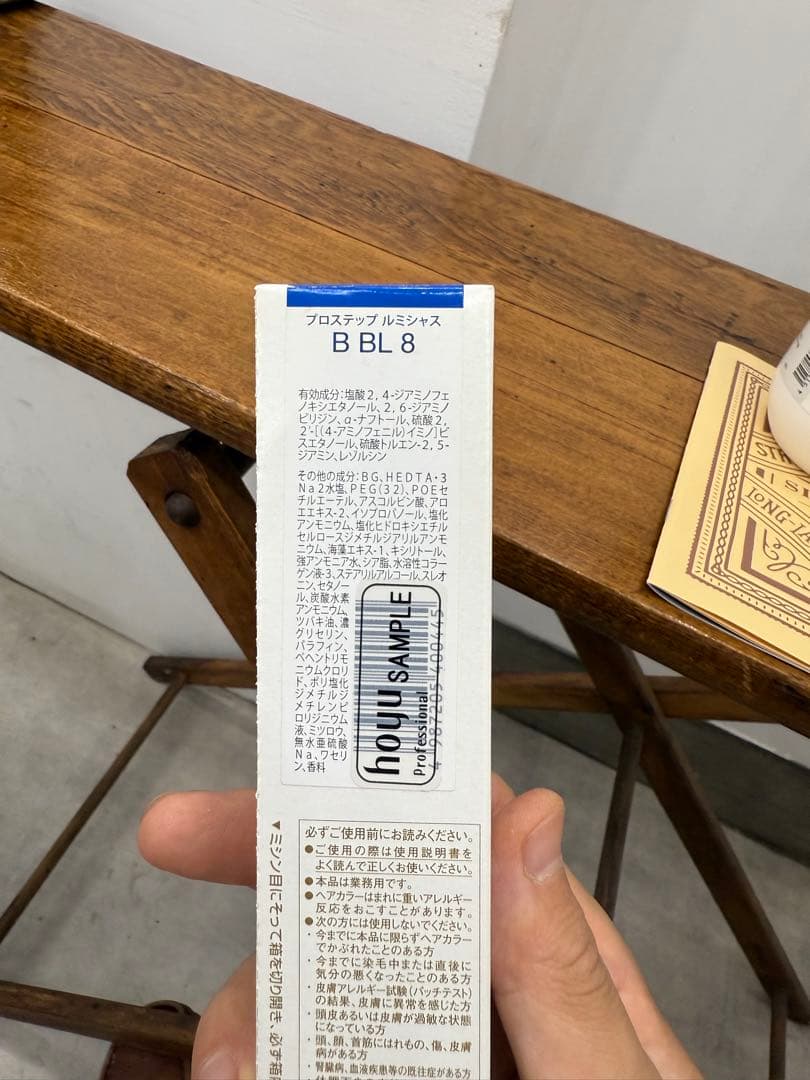 プロステップ ルミシャス
B BL 8
有効成分:塩酸2, 4-ジアミノフェ
ノキシエタノール、2, 6-ジアミノ
ピリジン、α-ナフトール、硫酸2,
2'-[(4-アミノフェニル)イミノ]ビ
スエタノール、硫酸トルエン-2, 5-
ジアミン、レゾルシン
その他の成分:BG、HEDTA・3
Na2水塩、PEG(32)、POEセ
チルエーテル、アスコルビン酸、アロ
エエキス-2、イソプロパノール、塩化
アンモニウム、塩化ヒドロキシエチル
セルロースジメチルジアリルアンモ
ニウム、海藻エキス-1、キシリトール、
強アンモニア水、シア脂、水溶性コラー
ゲン液-3、ステアリルアルコール、スレオ
ニン、セタノー
ル、炭酸水素
アンモニウム、
ツバキ油、濃
グリセリン、
パラフィン、
ベヘントリモ
ニウムクロリ
ド、ポリ塩化
ジメチルジ
メチレンピ
ロリジニウム
液、ミツロウ、
無水亜硫酸
Na、ワセリ
ン、香料
hoyu SAMPLE
Professional
必ずご使用前にお読みください。
●ご使用の際は使用説明書を
よく読んで正しくお使いください。
●本品は業務用です。
●ヘアカラーはまれに重いアレルギー
反応をおこすことがあります。
●次の方には使用しないでください。
・今までに本品に限らずヘアカラー
でかぶれたことのある方
・今までに染毛中または直後に
気分の悪くなったことのある方
・皮膚アレルギー試験(パッチテスト)
の結果、皮膚に異常を感じた方
・頭皮あるいは皮膚が過敏な状態
になっている方
・頭、顔、首筋にはれもの、傷、皮膚
病がある方
・腎臓病、血液疾患等の既往症がある方
▼ミシン目にそって箱を切り開き、必ず箱
LONG